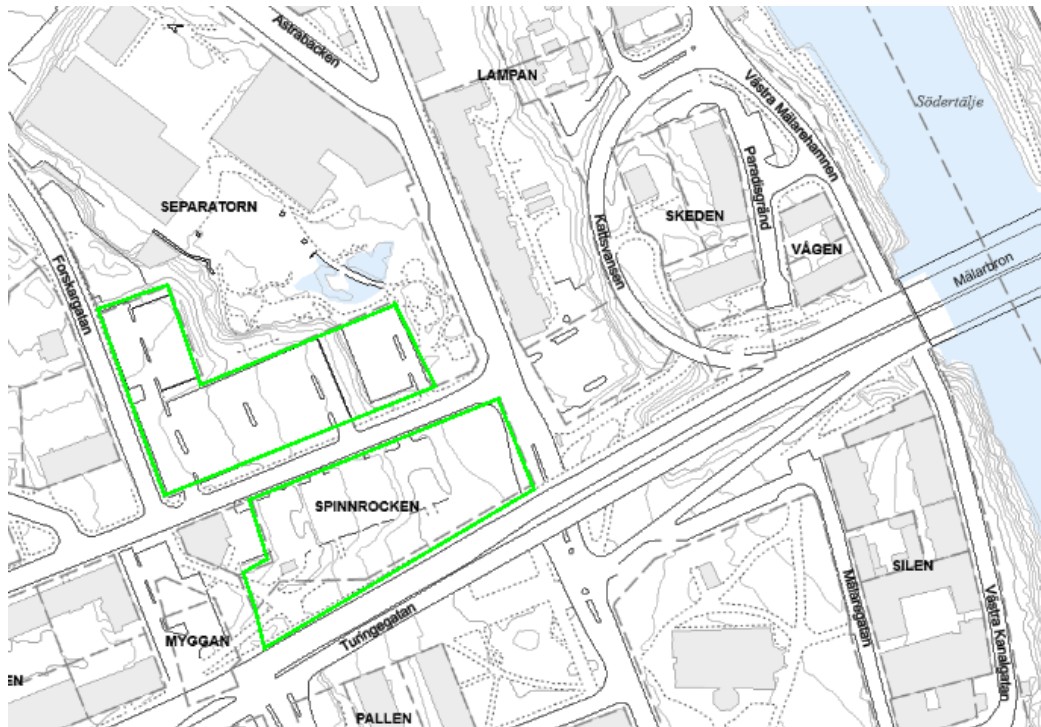 Astrabacken
LAMPAN
Västra Mälarehamnen
Södertälje
SEPARATORN
Paradisgränd
SKEDEN
VÅGEN
Kattsvansen
Forskargatan
Mälarbron
SPINNROCKEN
SILEN
Mälaregatan
Turingegatan
MYGGAN
Västra Kanalgatan
EN
PALLEN